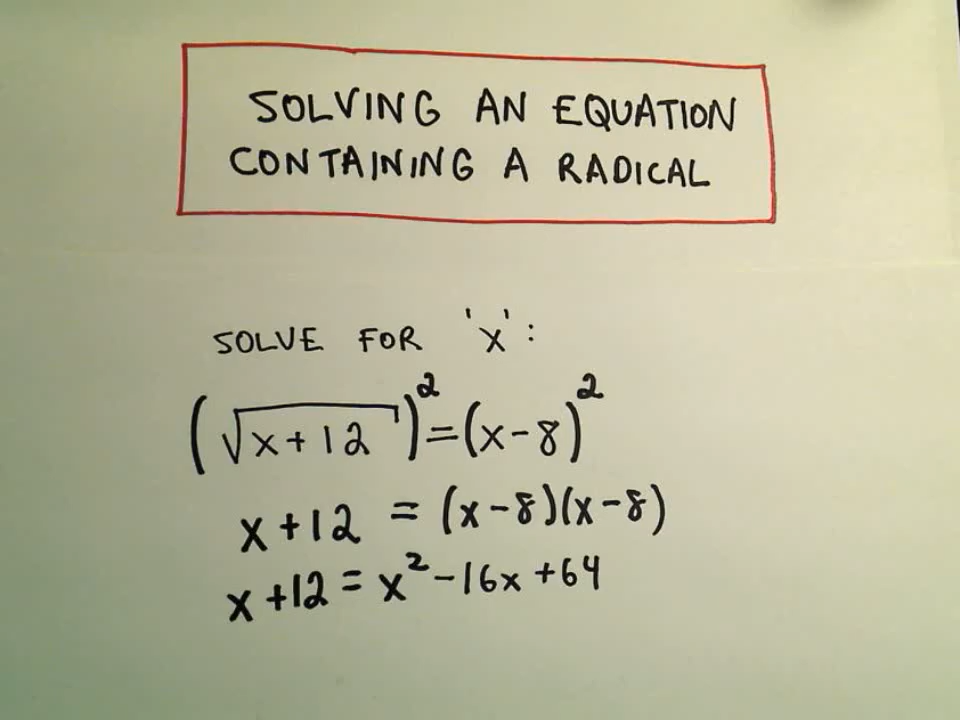 SOLVING AN EQUATION
CONTAINING A RADICAL
SOLVE FOR 'X':
(√x+12)²=(x-8)²
x+12 = (x-8)(x-8)
x+12=x²-16x+64